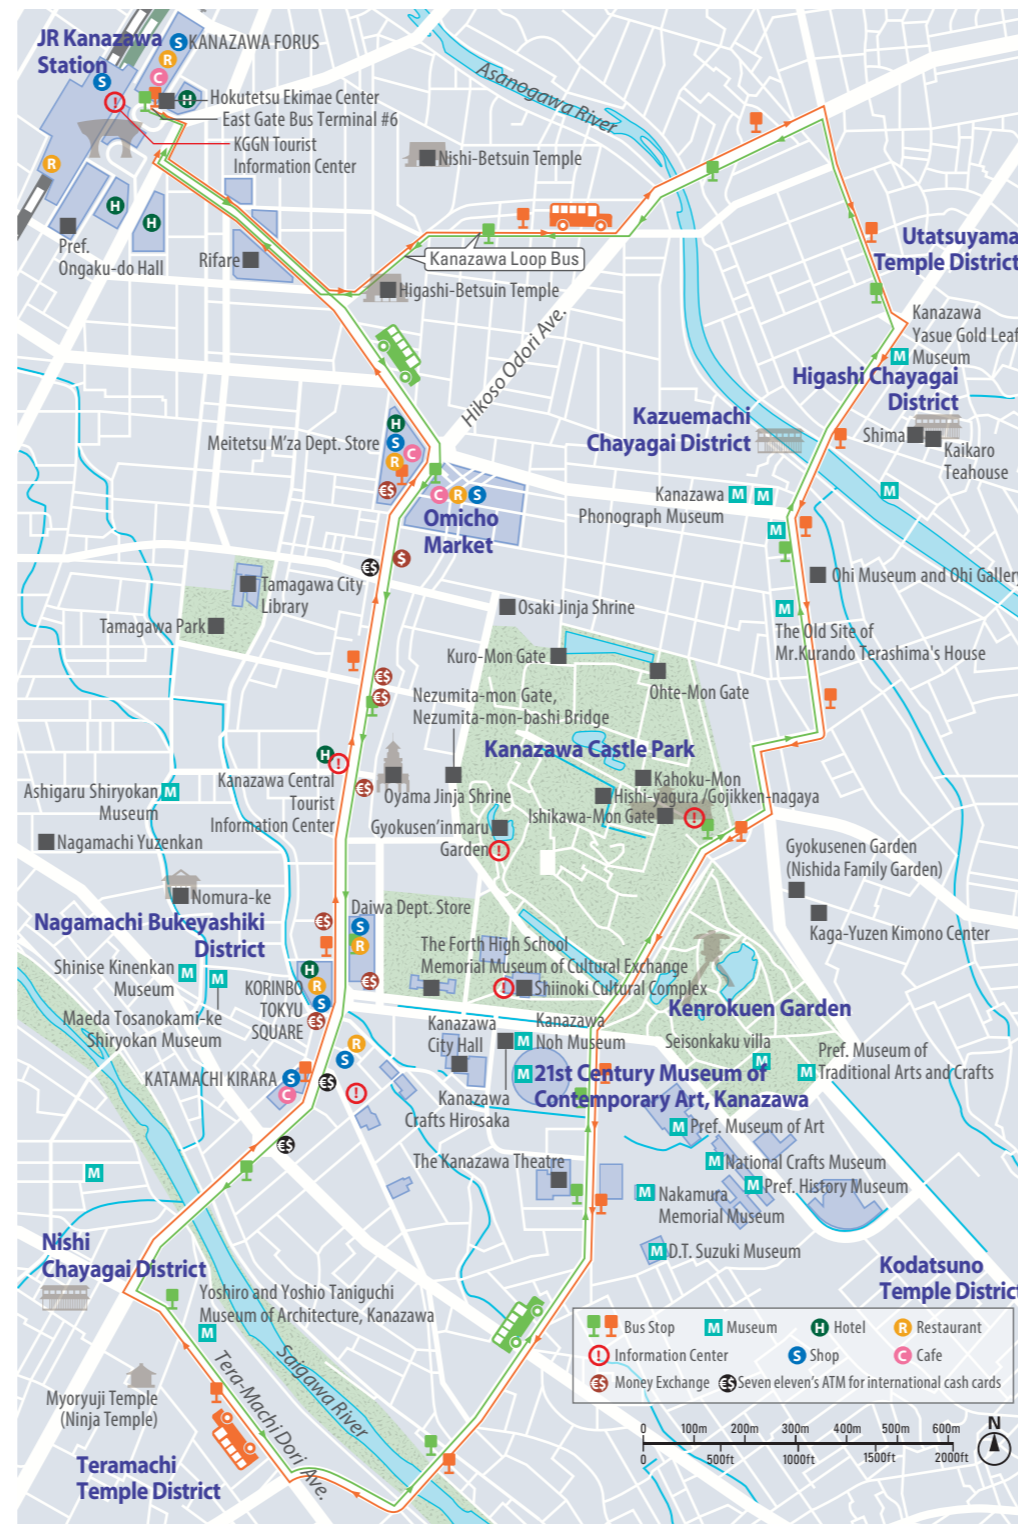 JR Kanazawa
Station
S KANAZAWA FORUS
R
C
S
H
Hokutetsu Ekimae Center
East Gate Bus Terminal #6
KGGN Tourist
Information Center
R
H
H
Pref.
Ongaku-do Hall
Rifare
Asanogawa River
Nishi-Betsuin Temple
Kanazawa Loop Bus
Higashi-Betsuin Temple
Hikoso Odori Ave.
Utatsuyama
Temple District
Kanazawa
Yasue Gold Leaf
M Museum
Higashi Chayagai
District
Shima
Kaikaro
Teahouse
Kazuemachi
Chayagai District
Meitetsu M'za Dept. Store
H
S
C
R
€$
C R S
Omicho
Market
Kanazawa
Phonograph Museum
M M
M
M
€$
$
Ohi Museum and Ohi Gallery
M
The Old Site of
Mr.Kurando Terashima's House
Tamagawa City
Library
Tamagawa Park
Osaki Jinja Shrine
Kuro-Mon Gate
Ohte-Mon Gate
Nezumita-mon Gate,
Nezumita-mon-bashi Bridge
€$
€$
Kanazawa Castle Park
H
Kanazawa Central
Tourist
Information Center
€$
Oyama Jinja Shrine
Kahoku-Mon
Hishi-yagura /Gojikken-nagaya
Ishikawa-Mon Gate
Gyokusen'inmaru
Garden
Ashigaru Shiryokan
Museum
M
Nagamachi Yuzenkan
Gyokusenen Garden
(Nishida Family Garden)
Kaga-Yuzen Kimono Center
Nomura-ke
Nagamachi Bukeyashiki
District
Daiwa Dept. Store
€$
S
R
€$
Shinise Kinenkan
Museum
M
M
Maeda Tosanokami-ke
Shiryokan Museum
KORINBO
TOKYU
SQUARE
H
R
S
€$
The Forth High School
Memorial Museum of Cultural Exchange
Shiinoki Cultural Complex
Kenrokuen Garden
Kanazawa
City Hall
Kanazawa
Noh Museum
M
Seisonkaku villa
M
M
Pref. Museum of
Traditional Arts and Crafts
R
S
KATAMACHI KIRARA
S
C
€$
M
21st Century Museum of
Contemporary Art, Kanazawa
Kanazawa
Crafts Hirosaka
€$
M Pref. Museum of Art
M National Crafts Museum
M Pref. History Museum
The Kanazawa Theatre
M Nakamura
Memorial Museum
M D.T. Suzuki Museum
M
Nishi
Chayagai District
Yoshiro and Yoshio Taniguchi
Museum of Architecture, Kanazawa
M
Kodatsuno
Temple District
Saigawa River
Tera-Machi Dori Ave.
Myoryuji Temple
(Ninja Temple)
Teramachi
Temple District
Bus Stop M Museum H Hotel R Restaurant
Information Center S Shop C Cafe
€$ Money Exchange €$ Seven eleven's ATM for international cash cards
0 100m 200m 300m 400m 500m 600m
0 500ft 1000ft 1500ft 2000ft
N